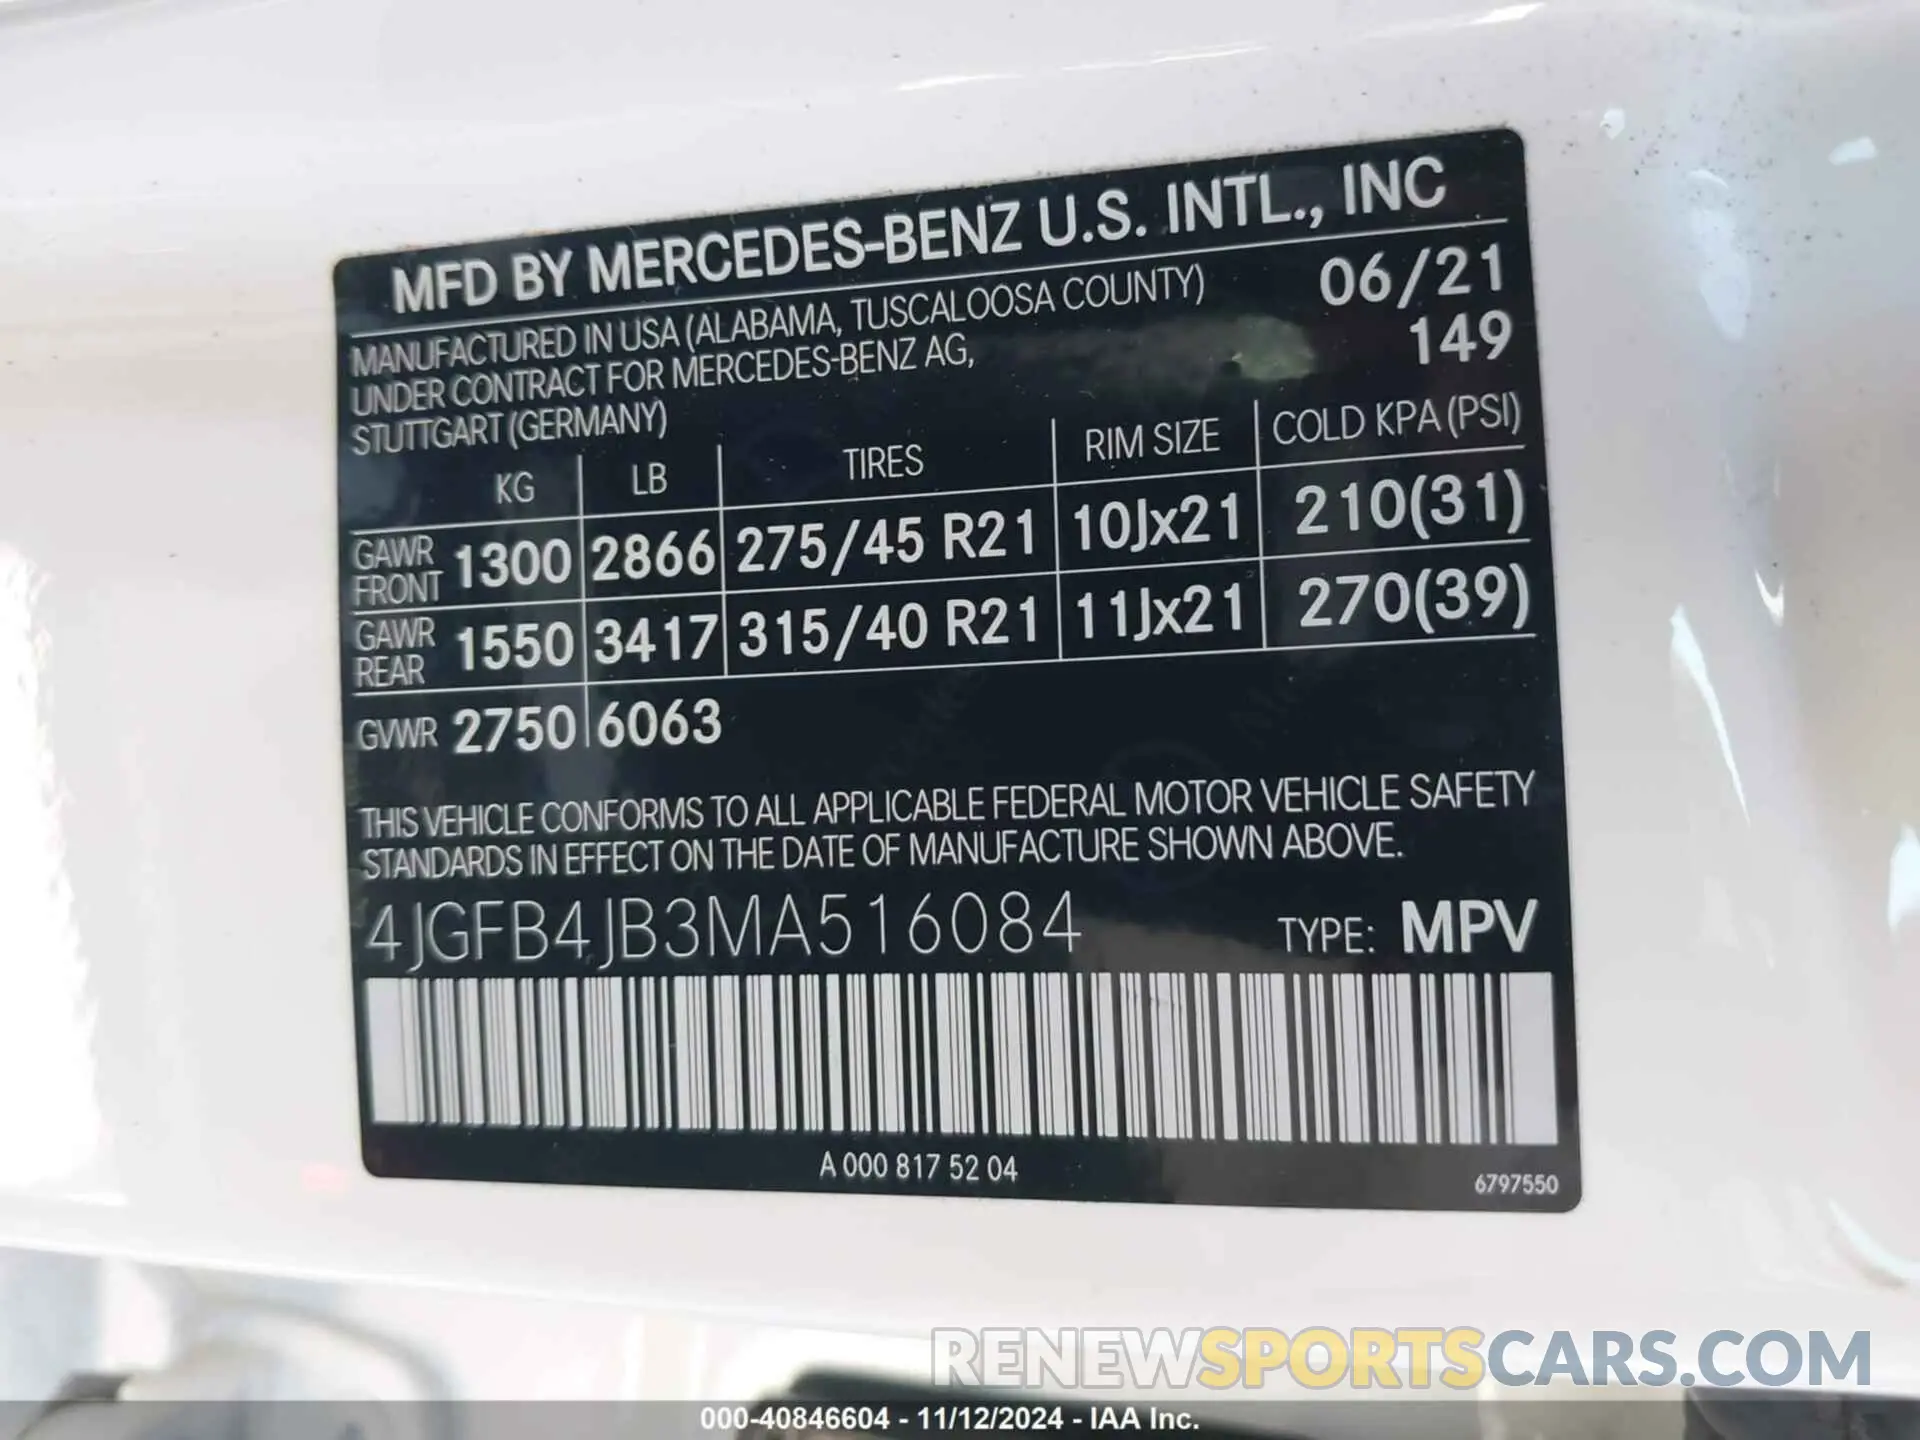 MFD BY MERCEDES-BENZ U.S. INTL., INC
MANUFACTURED IN USA (ALABAMA, TUSCALOOSA COUNTY) 06/21
UNDER CONTRACT FOR MERCEDES-BENZ AG, 149
STUTTGART (GERMANY)
KG LB TIRES RIM SIZE COLD KPA (PSI)
GAWR FRONT 1300 2866 275/45 R21 10Jx21 210(31)
GAWR REAR 1550 3417 315/40 R21 11Jx21 270(39)
GVWR 2750 6063
THIS VEHICLE CONFORMS TO ALL APPLICABLE FEDERAL MOTOR VEHICLE SAFETY
STANDARDS IN EFFECT ON THE DATE OF MANUFACTURE SHOWN ABOVE.
4JGFB4JB3MA516084 TYPE: MPV
A 000 817 52 04
6797550
RENEWSPORTSCARS.COM
000-40846604 - 11/12/2024 - IAA Inc.